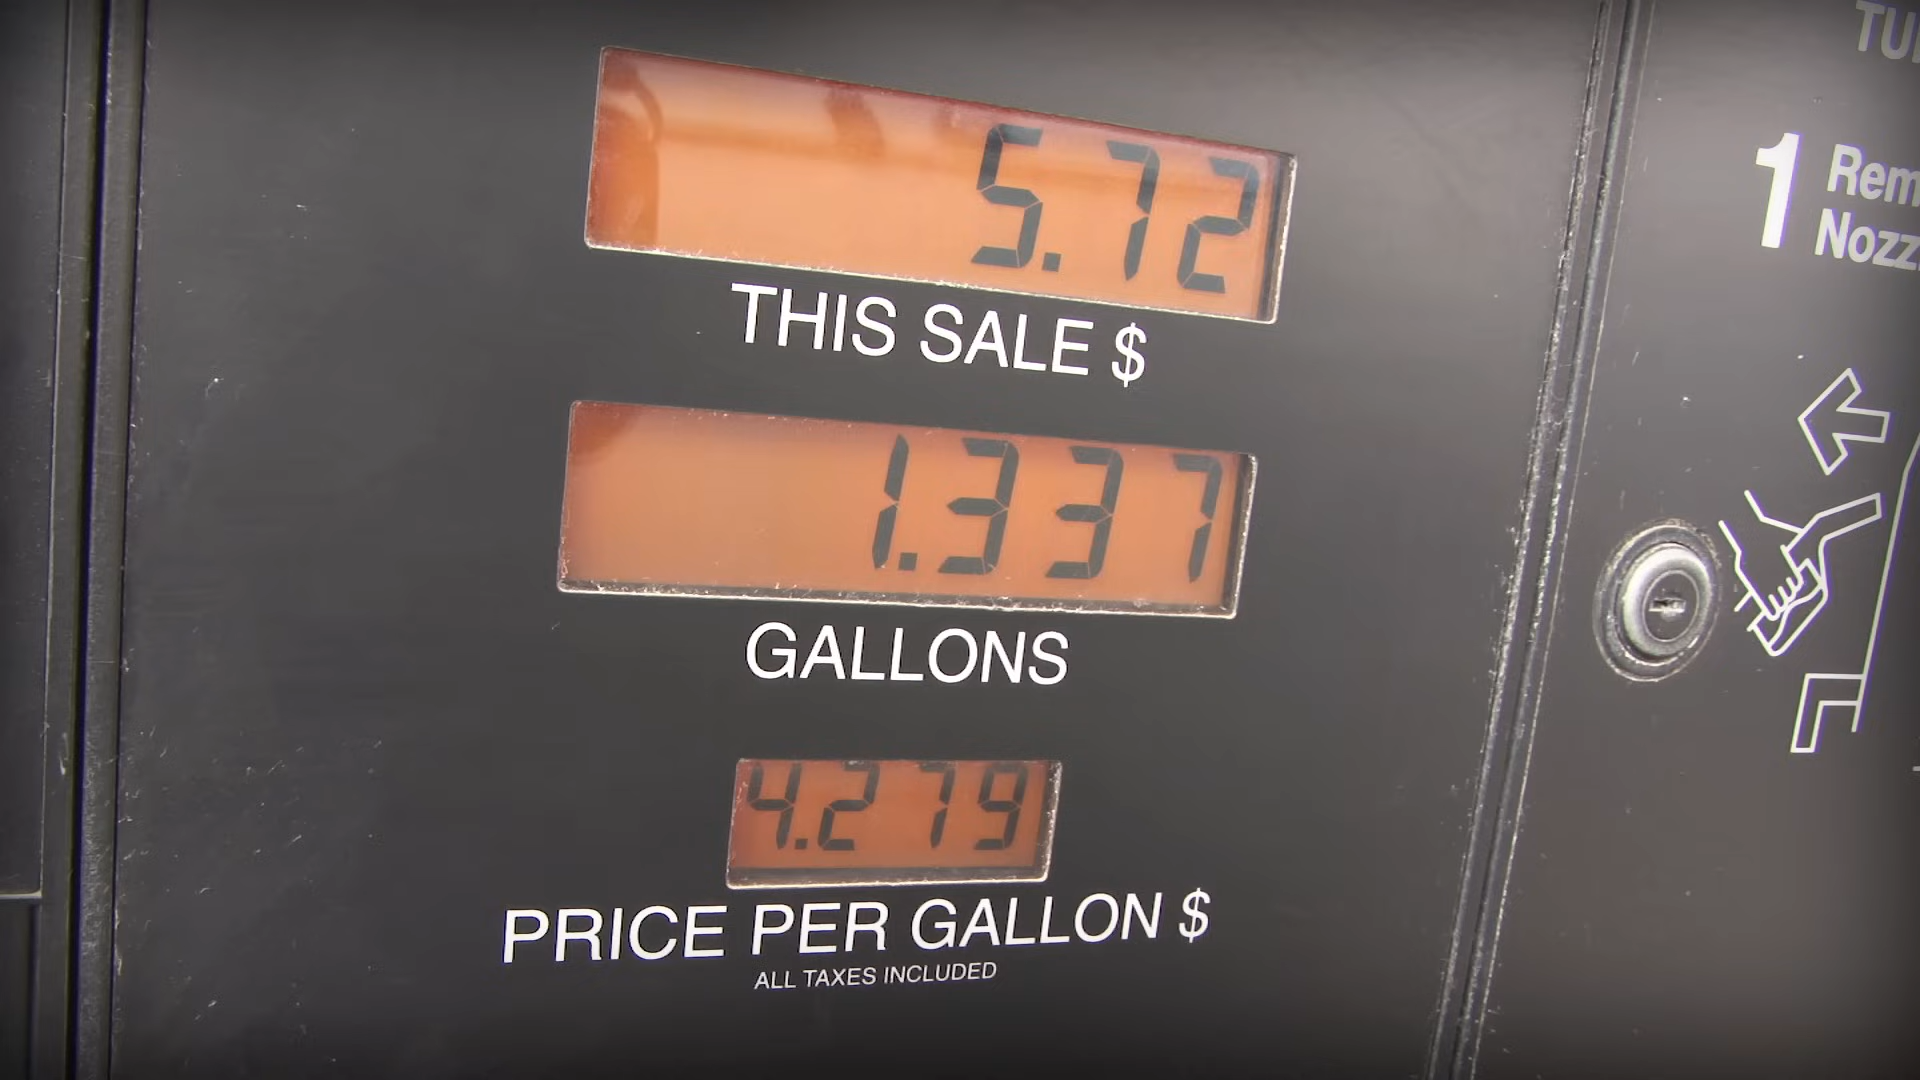 5.72
THIS SALE $
1.337
GALLONS
4.279
PRICE PER GALLON $
ALL TAXES INCLUDED
1